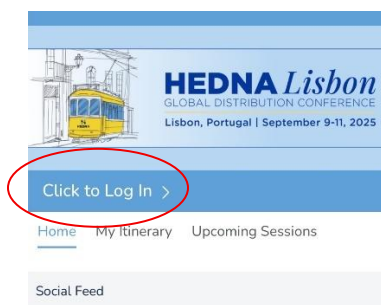 HEDNA Lisbon
GLOBAL DISTRIBUTION CONFERENCE
Lisbon, Portugal | September 9-11, 2025
Click to Log In >
Home My Itinerary Upcoming Sessions
Social Feed